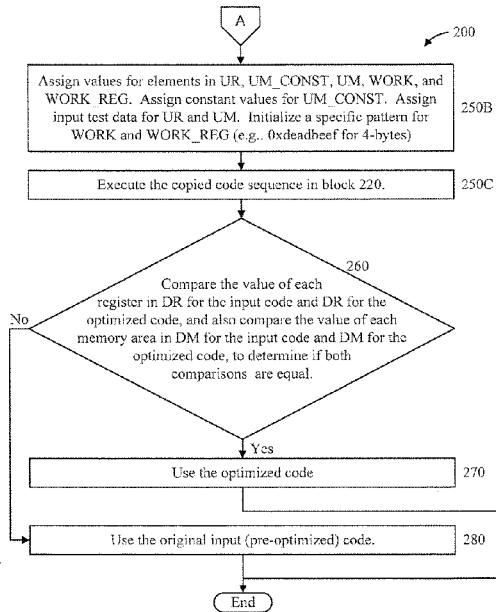 A
200
Assign values for elements in UR, UM_CONST, UM, WORK, and
WORK_REG. Assign constant values for UM_CONST. Assign
input test data for UR and UM. Initialize a specific pattern for
WORK and WORK_REG (e.g.. 0xdeadbeef for 4-bytes)
250B
Execute the copied code sequence in block 220.
250C
260
Compare the value of each
register in DR for the input code and DR for the
optimized code, and also compare the value of each
memory area in DM for the input code and DM for the
optimized code, to determine if both
comparisons are equal.
No
Yes
Use the optimized code
270
Use the original input (pre-optimized) code.
280
End